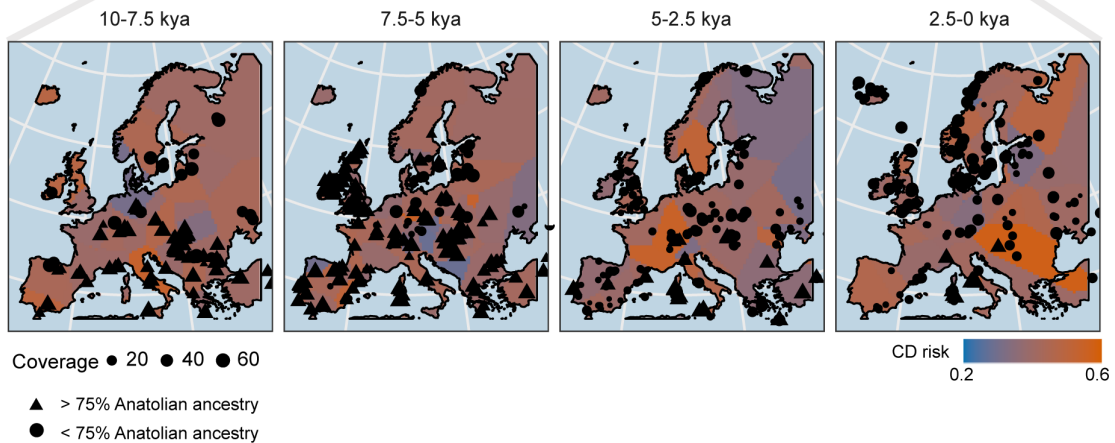 10-7.5 kya
7.5-5 kya
5-2.5 kya
2.5-0 kya
Coverage 20 40 60
> 75% Anatolian ancestry
< 75% Anatolian ancestry
CD risk
0.2 0.6